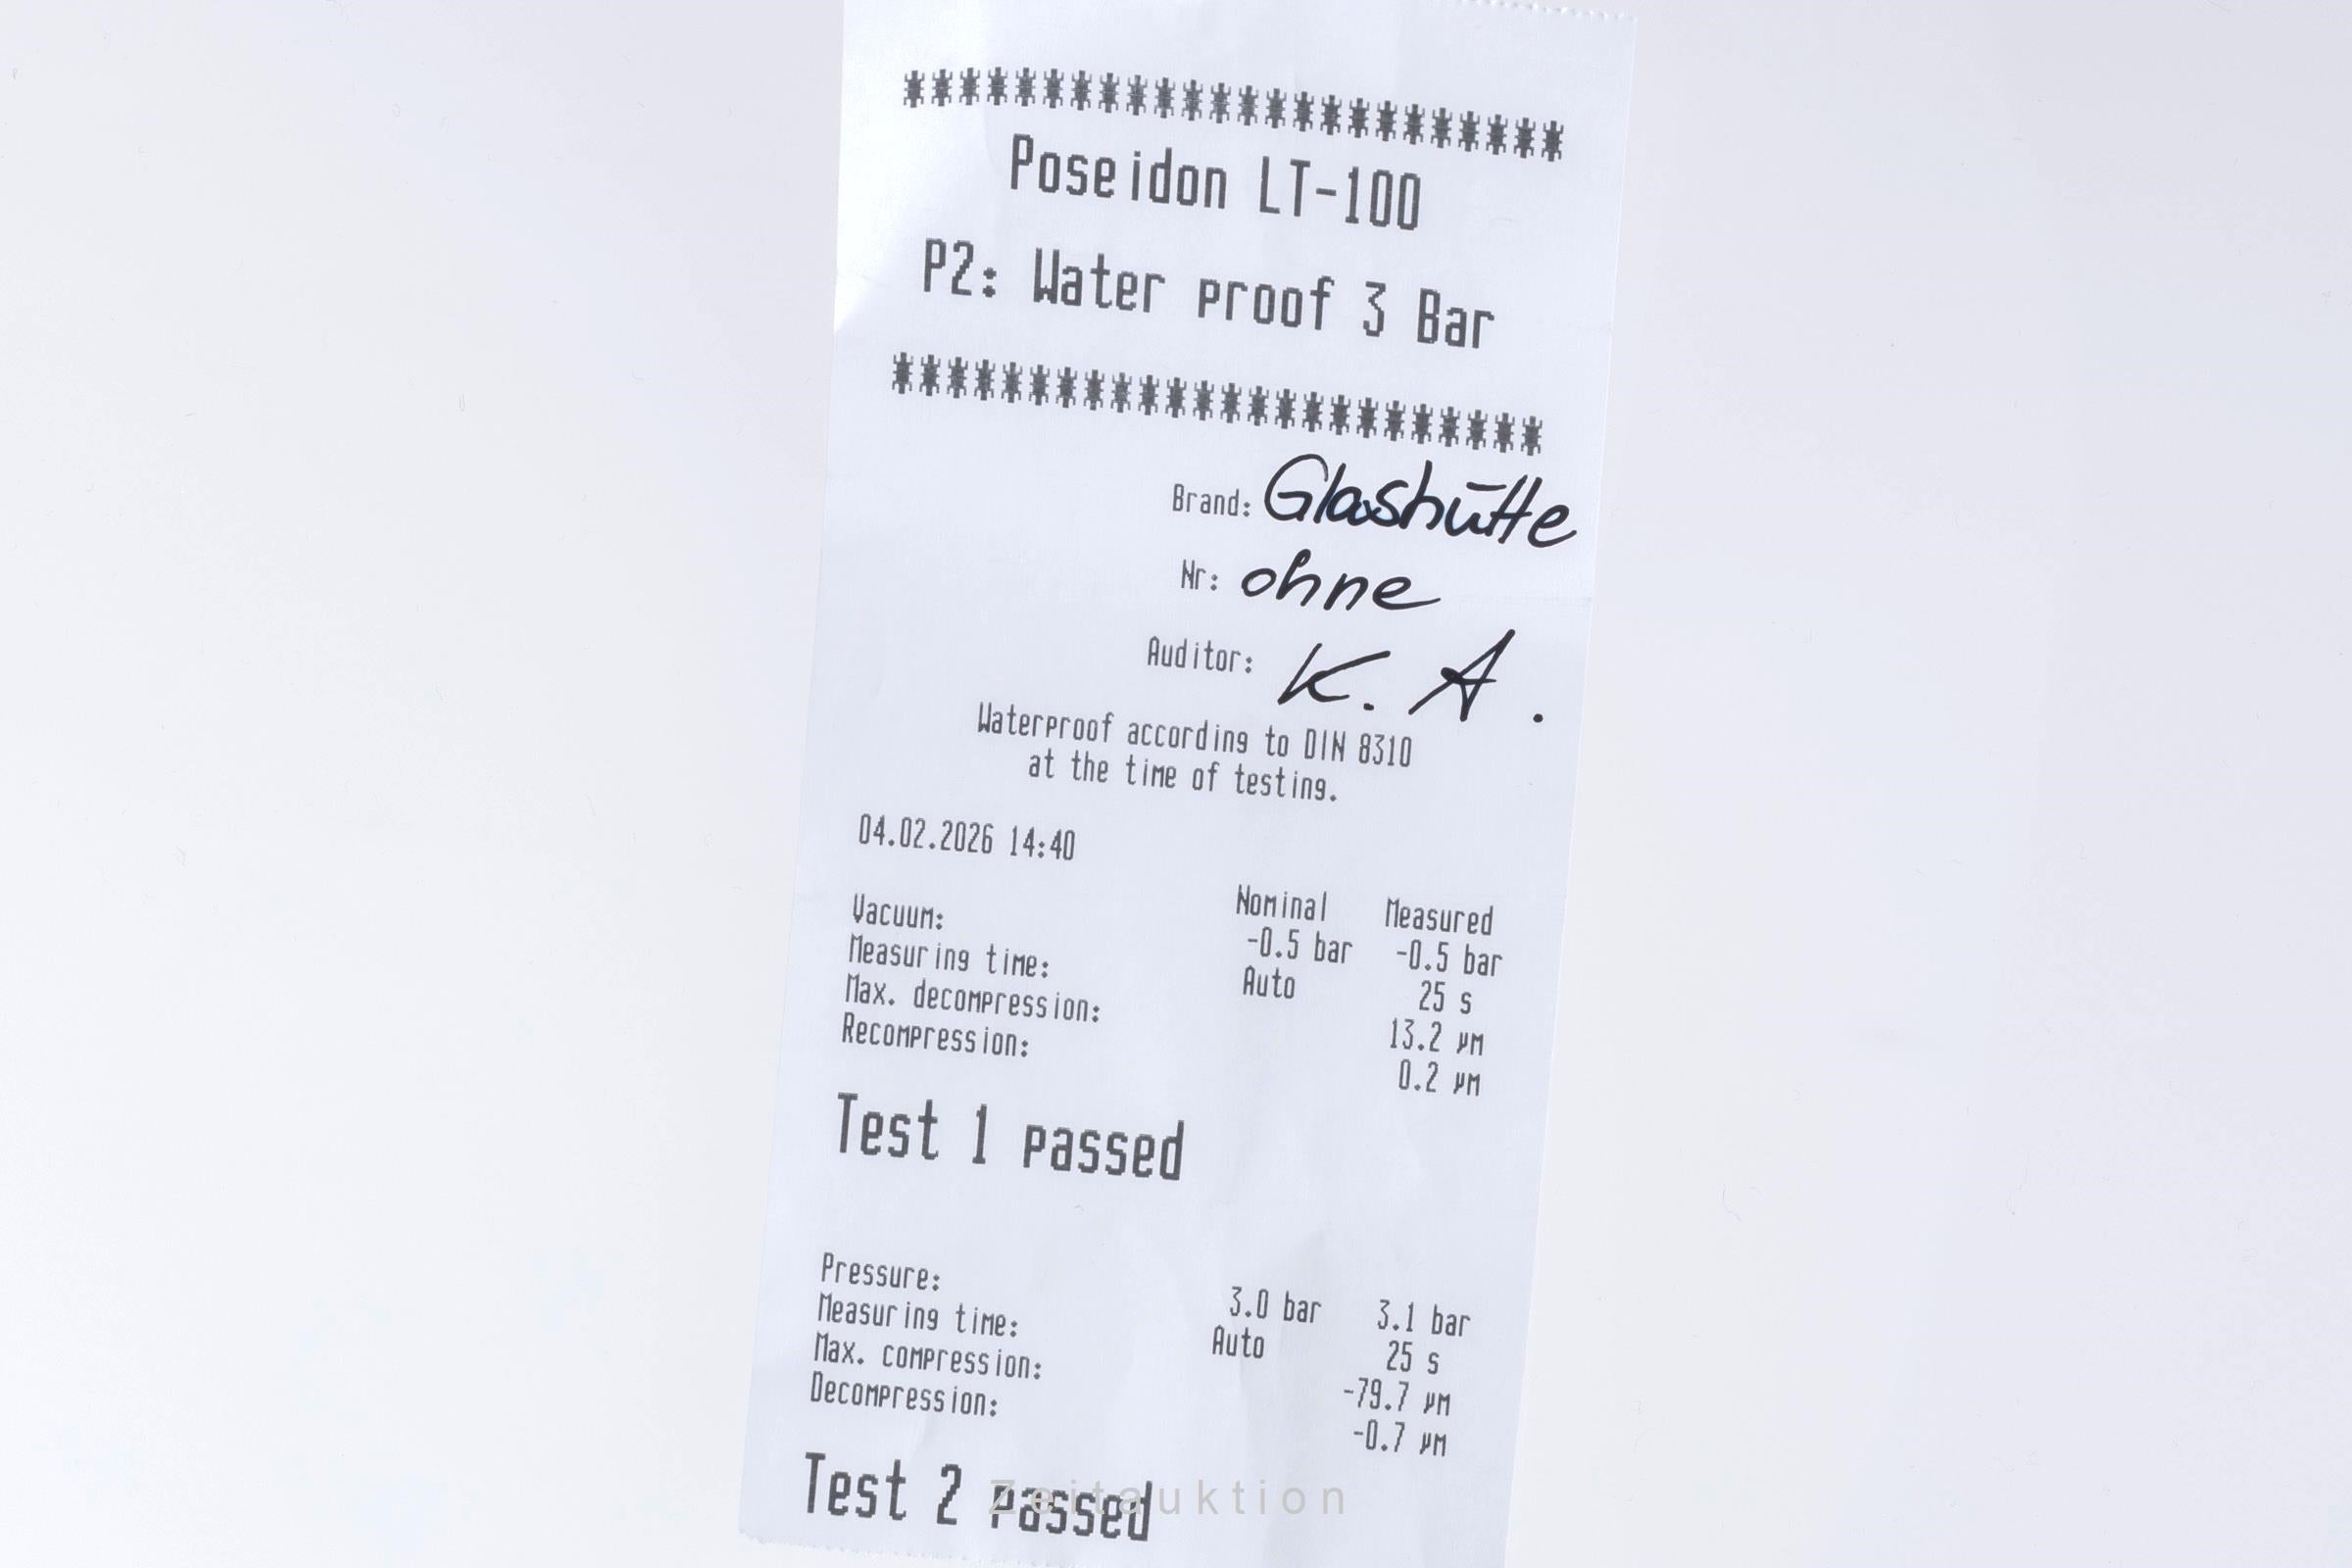 ************************
Poseidon LT-100
P2: Water proof 3 Bar
************************
Brand: Glashütte
Nr: ohne
Auditor: K. A.
Waterproof according to DIN 8310
at the time of testing.
04.02.2026 14:40
Nominal Measured
Vacuum: -0.5 bar -0.5 bar
Measuring time: Auto 25 s
Max. decompression: 13.2 µm
Recompression: 0.2 µm
Test 1 passed
Pressure: 3.0 bar 3.1 bar
Measuring time: Auto 25 s
Max. compression: -79.7 µm
Decompression: -0.7 µm
Test 2 passed
Zeitauktion